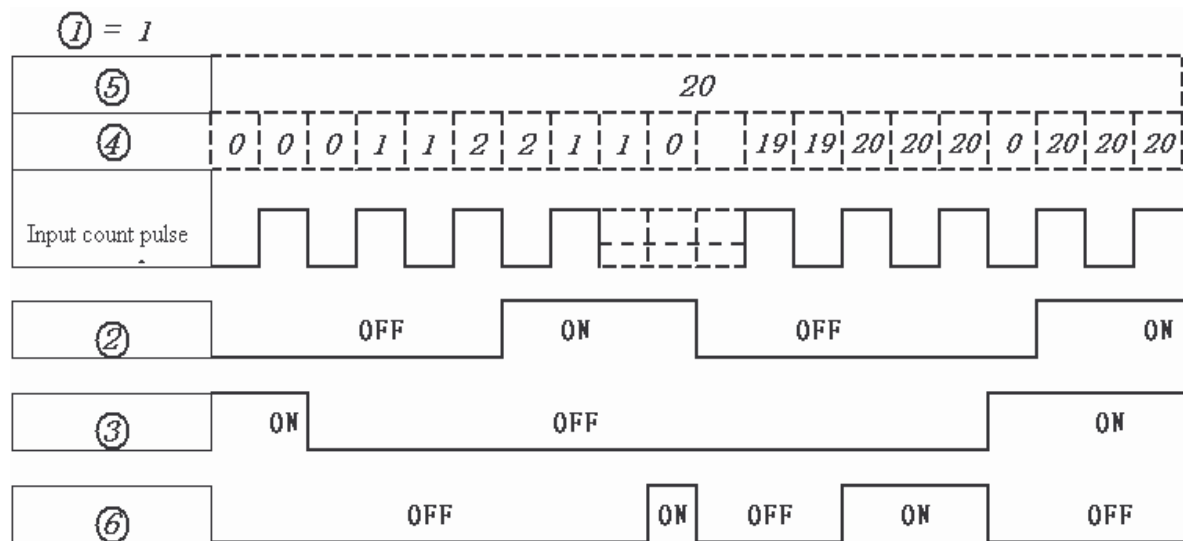 ① = 1
⑤ 20
④ 0 0 0 1 1 2 2 1 1 0 19 19 20 20 20 0 20 20 20
Input count pulse
② OFF ON OFF ON
③ ON OFF ON
⑥ OFF ON OFF ON OFF